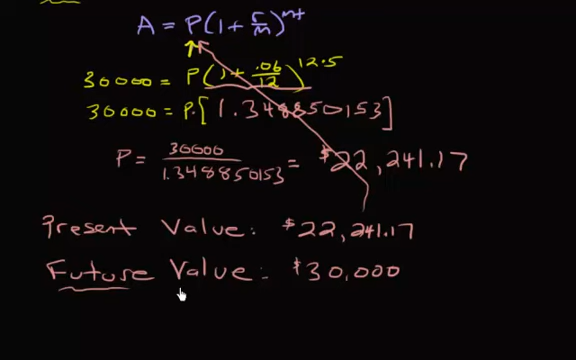 A = P(1 + r/m)^mt
30000 = P(1 + .06/12)^12·5
30000 = P·[1.348850153]
P = 30000/1.348850153 = $22,241.17
Present Value: $22,241.17
Future Value: $30,000